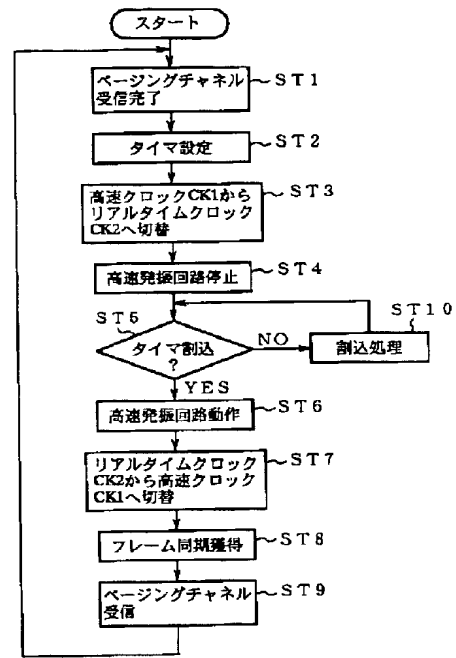 スタート
ページングチャネル
受信完了
ST1
タイマ設定
ST2
高速クロックCK1から
リアルタイムクロック
CK2へ切替
ST3
高速発振回路停止
ST4
ST5
タイマ割込
?
NO
割込処理
ST10
YES
高速発振回路動作
ST6
リアルタイムクロック
CK2から高速クロック
CK1へ切替
ST7
フレーム同期獲得
ST8
ページングチャネル
受信
ST9